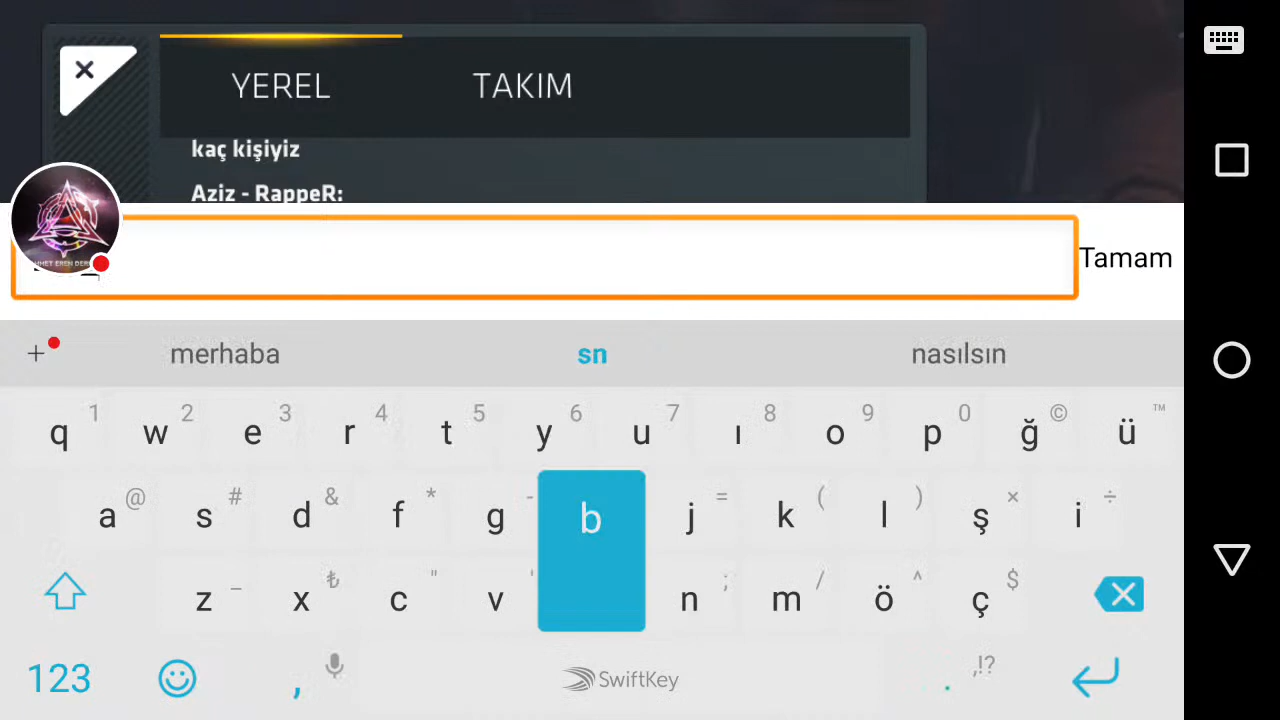 YEREL TAKIM
kaç kişiyiz
Aziz - RappeR:
Tamam
+ merhaba sn nasılsın
q 1 w 2 e 3 r 4 t 5 y 6 u 7 ı 8 o 9 p 0 ğ © ü ™
a @ s # d & f * g - b j = k ( l ) ş × i ÷
z _ x ₺ c " v ' n ; m / ö ^ ç $
123 , SwiftKey . ,!?